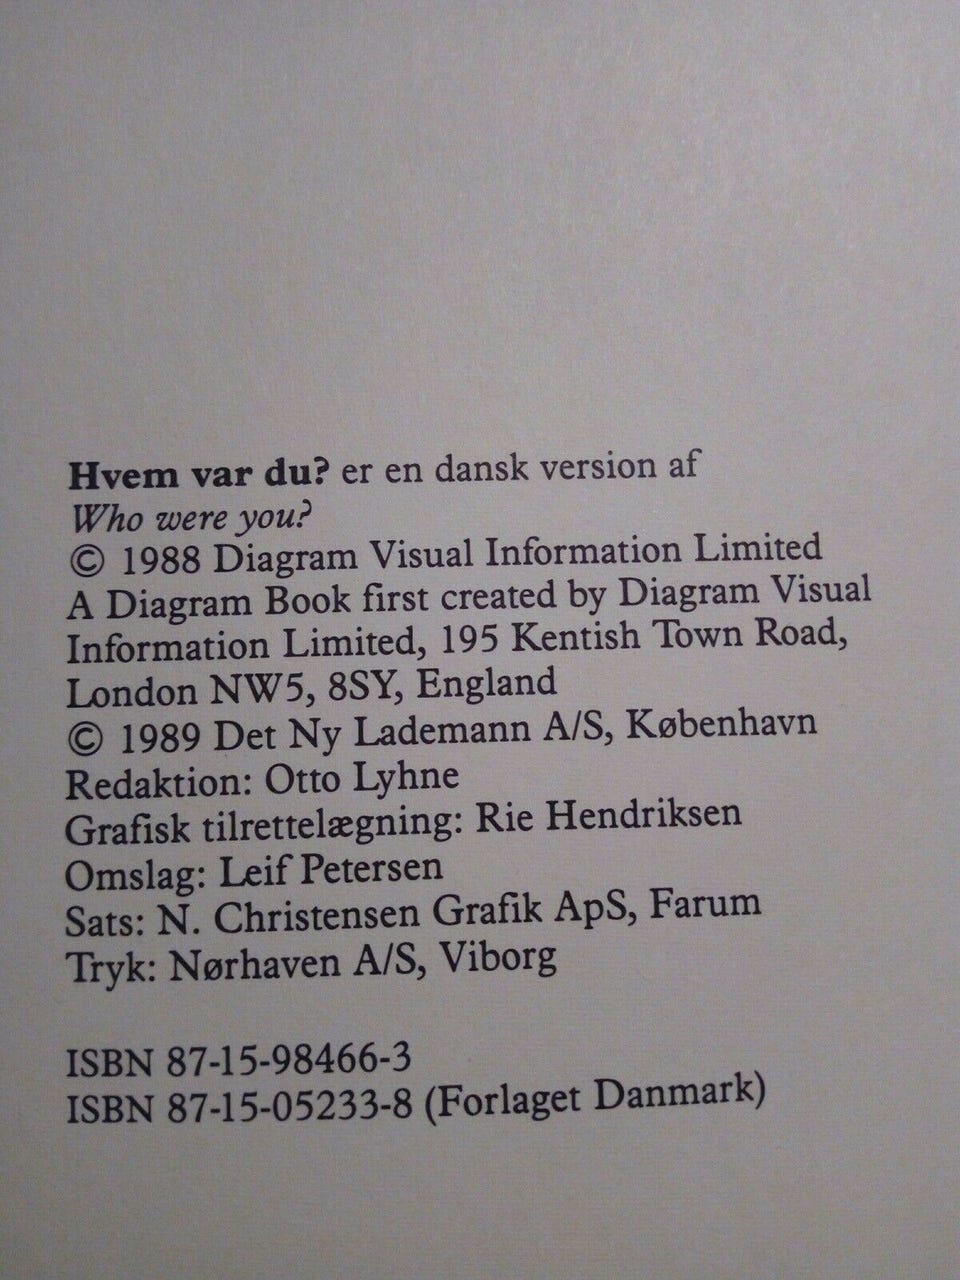 Hvem var du? er en dansk version af
Who were you?
© 1988 Diagram Visual Information Limited
A Diagram Book first created by Diagram Visual
Information Limited, 195 Kentish Town Road,
London NW5, 8SY, England
© 1989 Det Ny Lademann A/S, København
Redaktion: Otto Lyhne
Grafisk tilrettelægning: Rie Hendriksen
Omslag: Leif Petersen
Sats: N. Christensen Grafik ApS, Farum
Tryk: Nørhaven A/S, Viborg
ISBN 87-15-98466-3
ISBN 87-15-05233-8 (Forlaget Danmark)